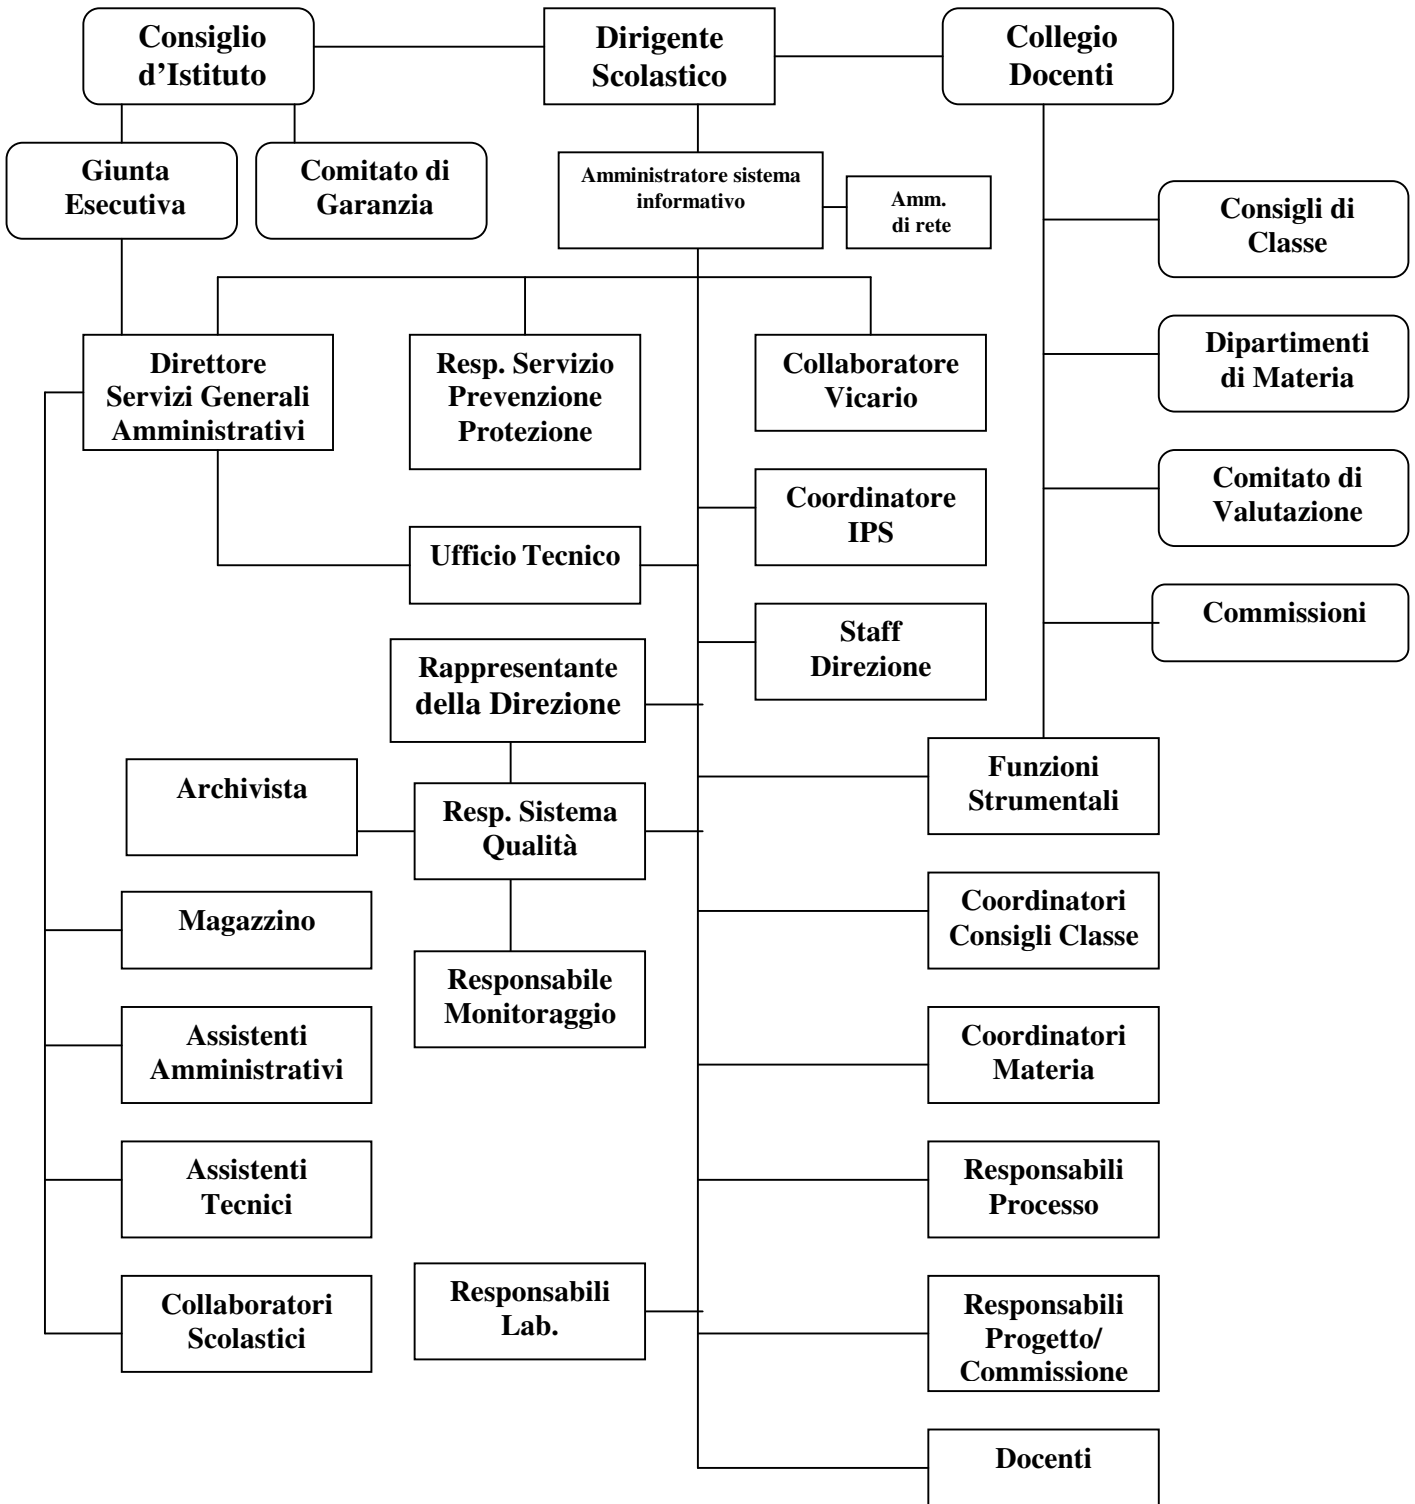 Consiglio
d’Istituto
Dirigente
Scolastico
Collegio
Docenti
Giunta
Esecutiva
Comitato di
Garanzia
Amministratore sistema
informativo
Amm.
di rete
Consigli di
Classe
Direttore
Servizi Generali
Amministrativi
Resp. Servizio
Prevenzione
Protezione
Collaboratore
Vicario
Dipartimenti
di Materia
Coordinatore
IPS
Comitato di
Valutazione
Ufficio Tecnico
Staff
Direzione
Commissioni
Rappresentante
della Direzione
Archivista
Resp. Sistema
Qualità
Funzioni
Strumentali
Magazzino
Coordinatori
Consigli Classe
Responsabile
Monitoraggio
Assistenti
Amministrativi
Coordinatori
Materia
Assistenti
Tecnici
Responsabili
Processo
Collaboratori
Scolastici
Responsabili
Lab.
Responsabili
Progetto/
Commissione
Docenti